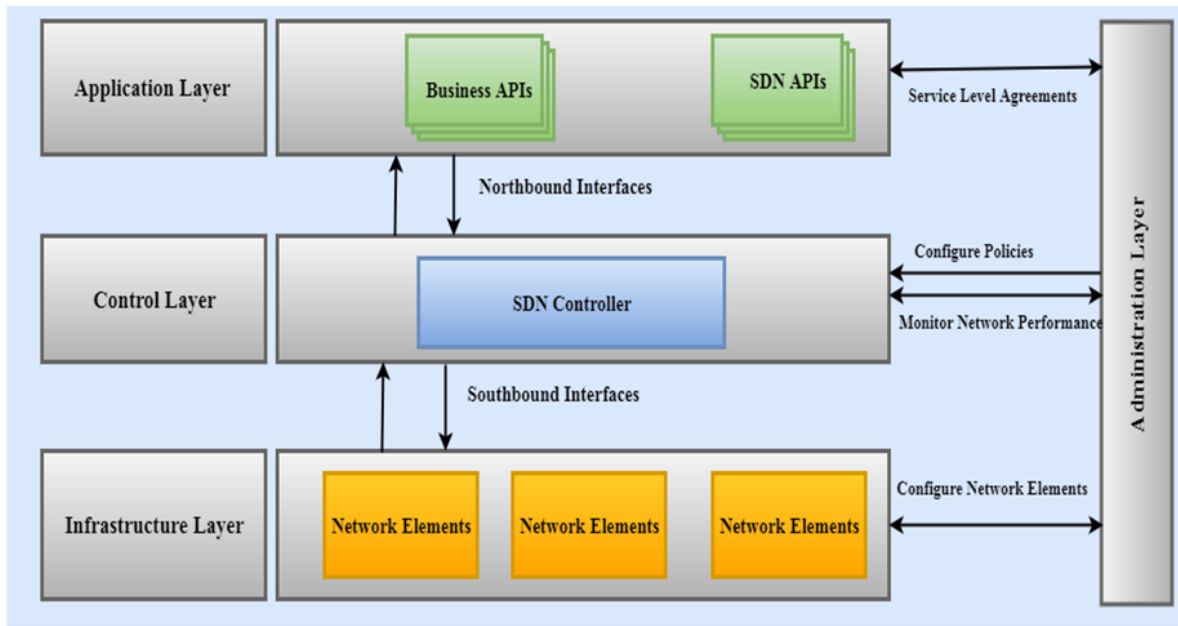 Application Layer
Business APIs
SDN APIs
Service Level Agreements
Northbound Interfaces
Control Layer
SDN Controller
Configure Policies
Monitor Network Performance
Southbound Interfaces
Infrastructure Layer
Network Elements
Network Elements
Network Elements
Configure Network Elements
Administration Layer